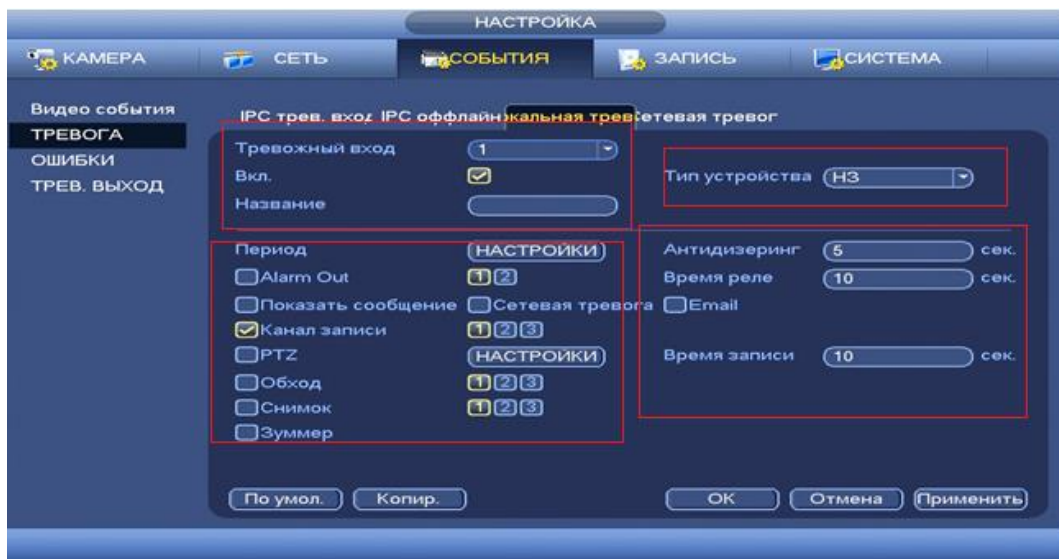 НАСТРОЙКА
КАМЕРА СЕТЬ СОБЫТИЯ ЗАПИСЬ СИСТЕМА
Видео события
ТРЕВОГА
ОШИБКИ
ТРЕВ. ВЫХОД
IPC трев. вход IPC оффлайн кальная трев етевая тревог
Тревожный вход 1
Вкл. Тип устройства НЗ
Название
Период НАСТРОЙКИ Антидизеринг 5 сек.
Alarm Out 1 2 Время реле 10 сек.
Показать сообщение Сетевая тревога Email
Канал записи 1 2 3
PTZ НАСТРОЙКИ Время записи 10 сек.
Обход 1 2 3
Снимок 1 2 3
Зуммер
По умол. Копир. ОК Отмена Применить